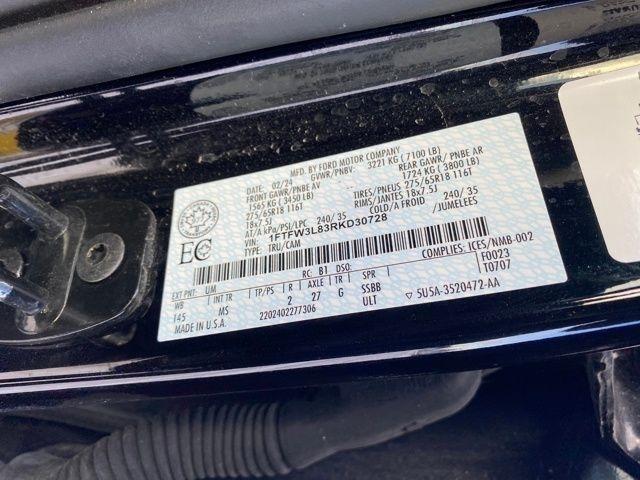 MFD. BY FORD MOTOR COMPANY
02/24 GVWR/PNBV: 3221 KG ( 7100 LB)
FRONT GAWR/PNBE AV REAR GAWR/ PNBE AR
1565 KG ( 3450 LB) 1724 KG ( 3800 LB)
275/65R18 116T TIRES/PNEUS 275/65R18 116T
18x7.5J RIMS/JANTES 18x7.5J
AT/A kPa/PSI/LPC 240/ 35 COLD/A FROID 240/ 35
1FTFW3L83RKD30728 /JUMELEES
EC
TYPE: TRU/CAM COMPLIES: ICES/NMB-002
EXT PNT: UM RC: B1 DSO: F0023
WB INT TR TP/PS R AXLE TR SPR T0707
145 MS 2 27 G SSBB
ULT ▽ 5U5A-3520472-AA
MADE IN U.S.A. 2202402277306